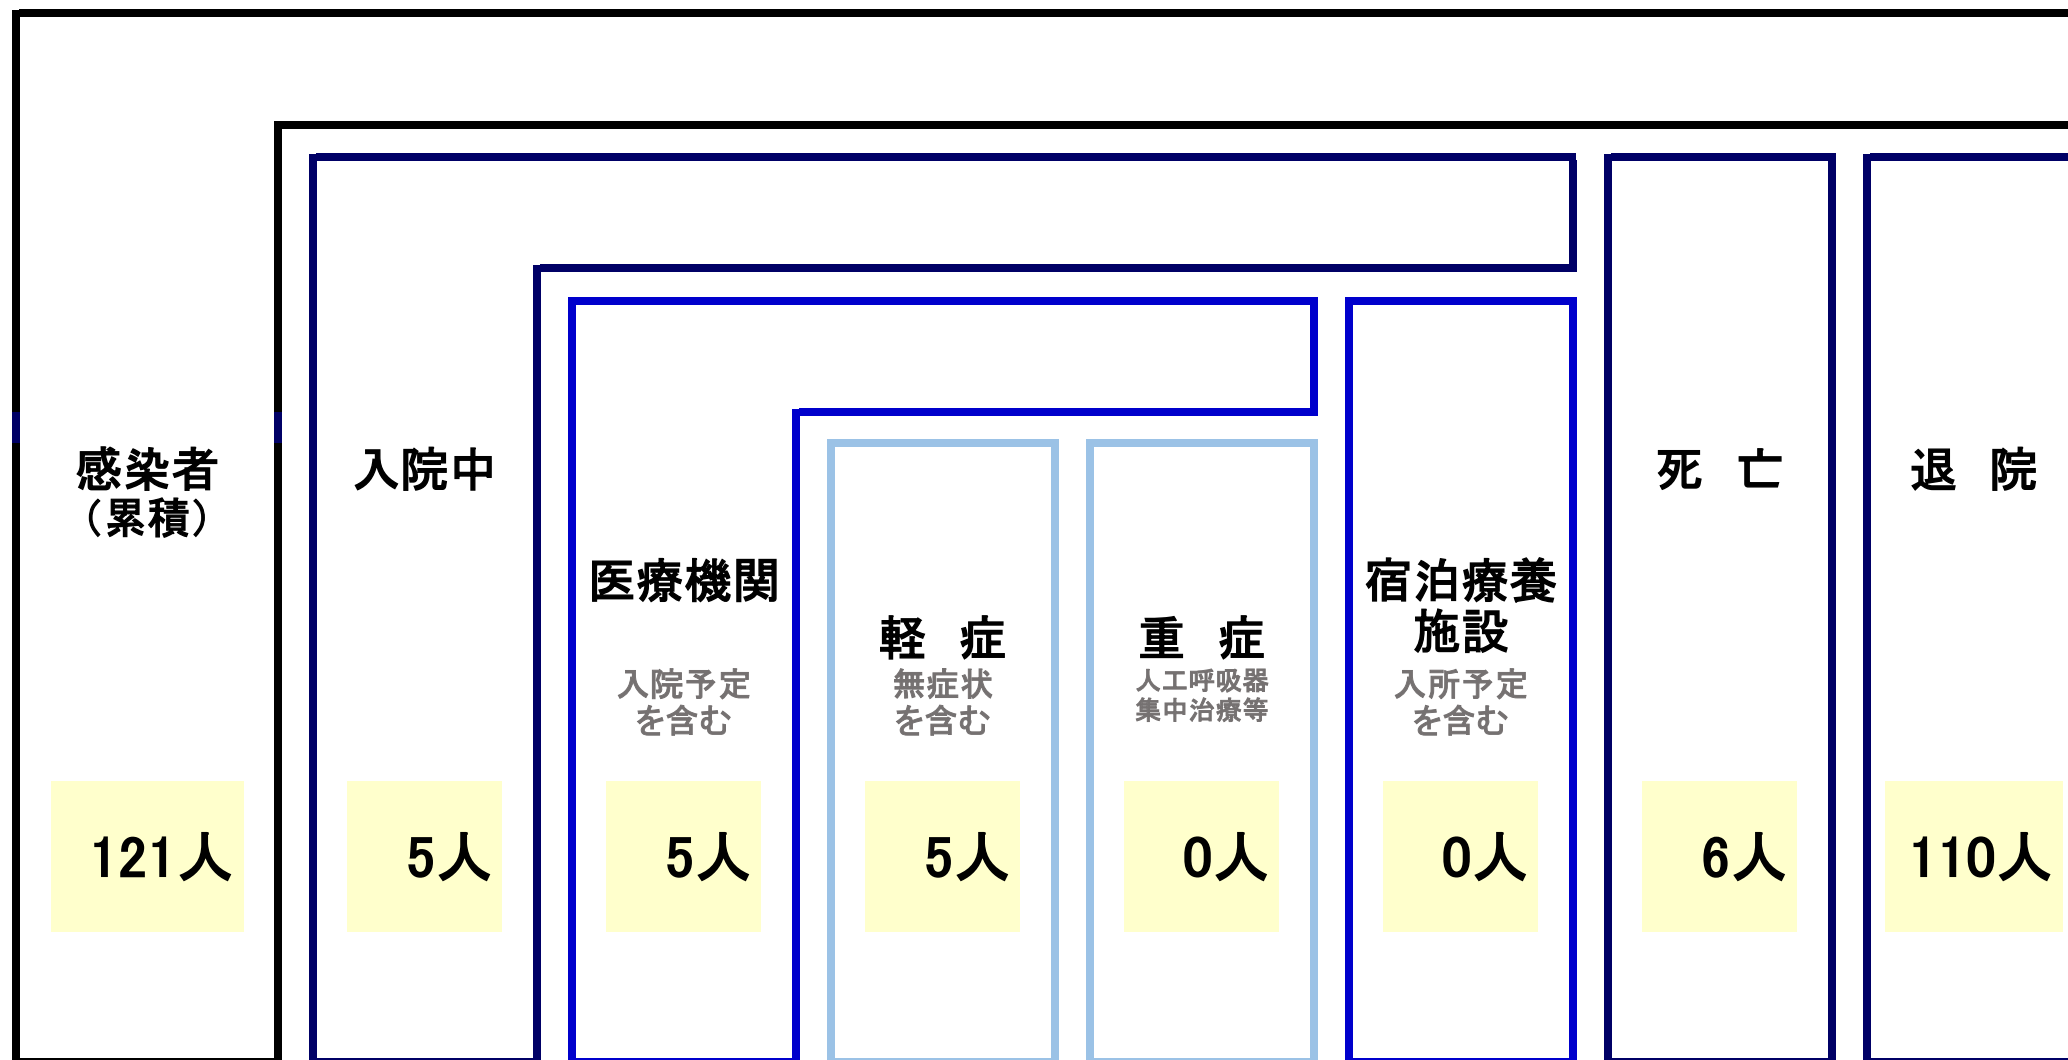 感染者
（累積）
121人
入院中
5人
医療機関
入院予定
を含む
5人
軽 症
無症状
を含む
5人
重 症
人工呼吸器
集中治療等
0人
宿泊療養
施設
入所予定
を含む
0人
死 亡
6人
退 院
110人